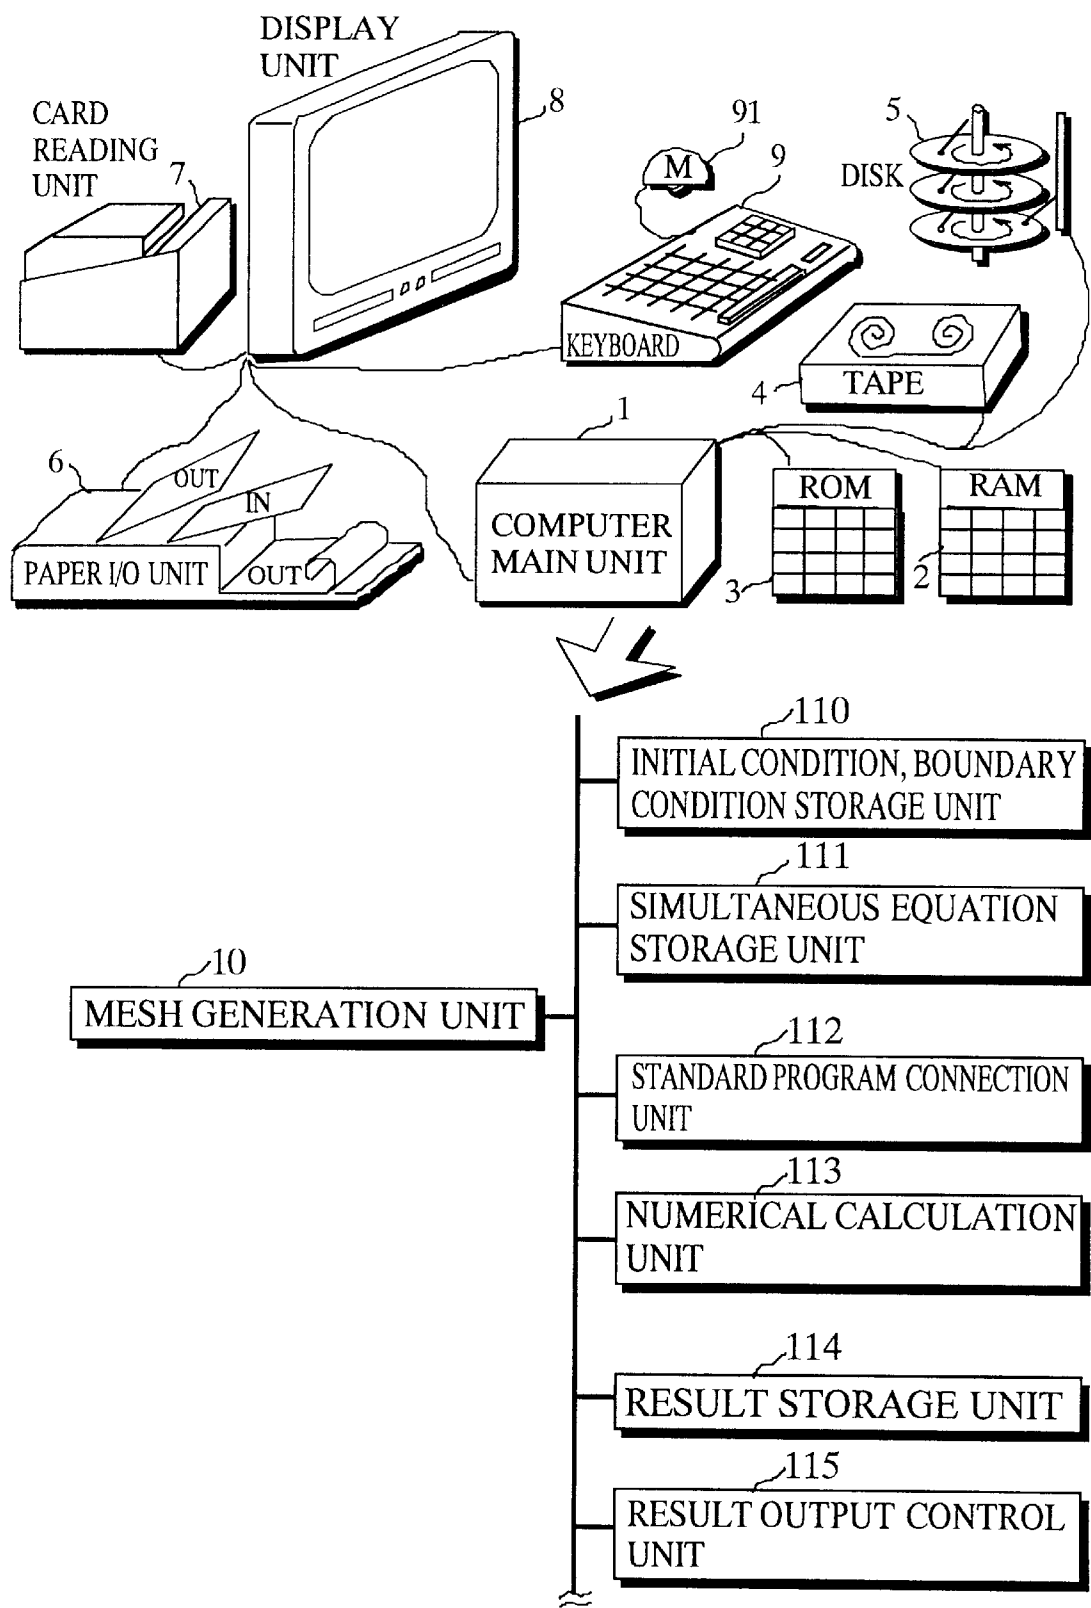 DISPLAY
UNIT
8
CARD
READING
UNIT
7
91
M
9
KEYBOARD
5
DISK
4
TAPE
6
OUT
IN
PAPER I/O UNIT
OUT
1
COMPUTER
MAIN UNIT
ROM
3
RAM
2
110
INITIAL CONDITION, BOUNDARY
CONDITION STORAGE UNIT
111
SIMULTANEOUS EQUATION
STORAGE UNIT
10
MESH GENERATION UNIT
112
STANDARD PROGRAM CONNECTION
UNIT
113
NUMERICAL CALCULATION
UNIT
114
RESULT STORAGE UNIT
115
RESULT OUTPUT CONTROL
UNIT